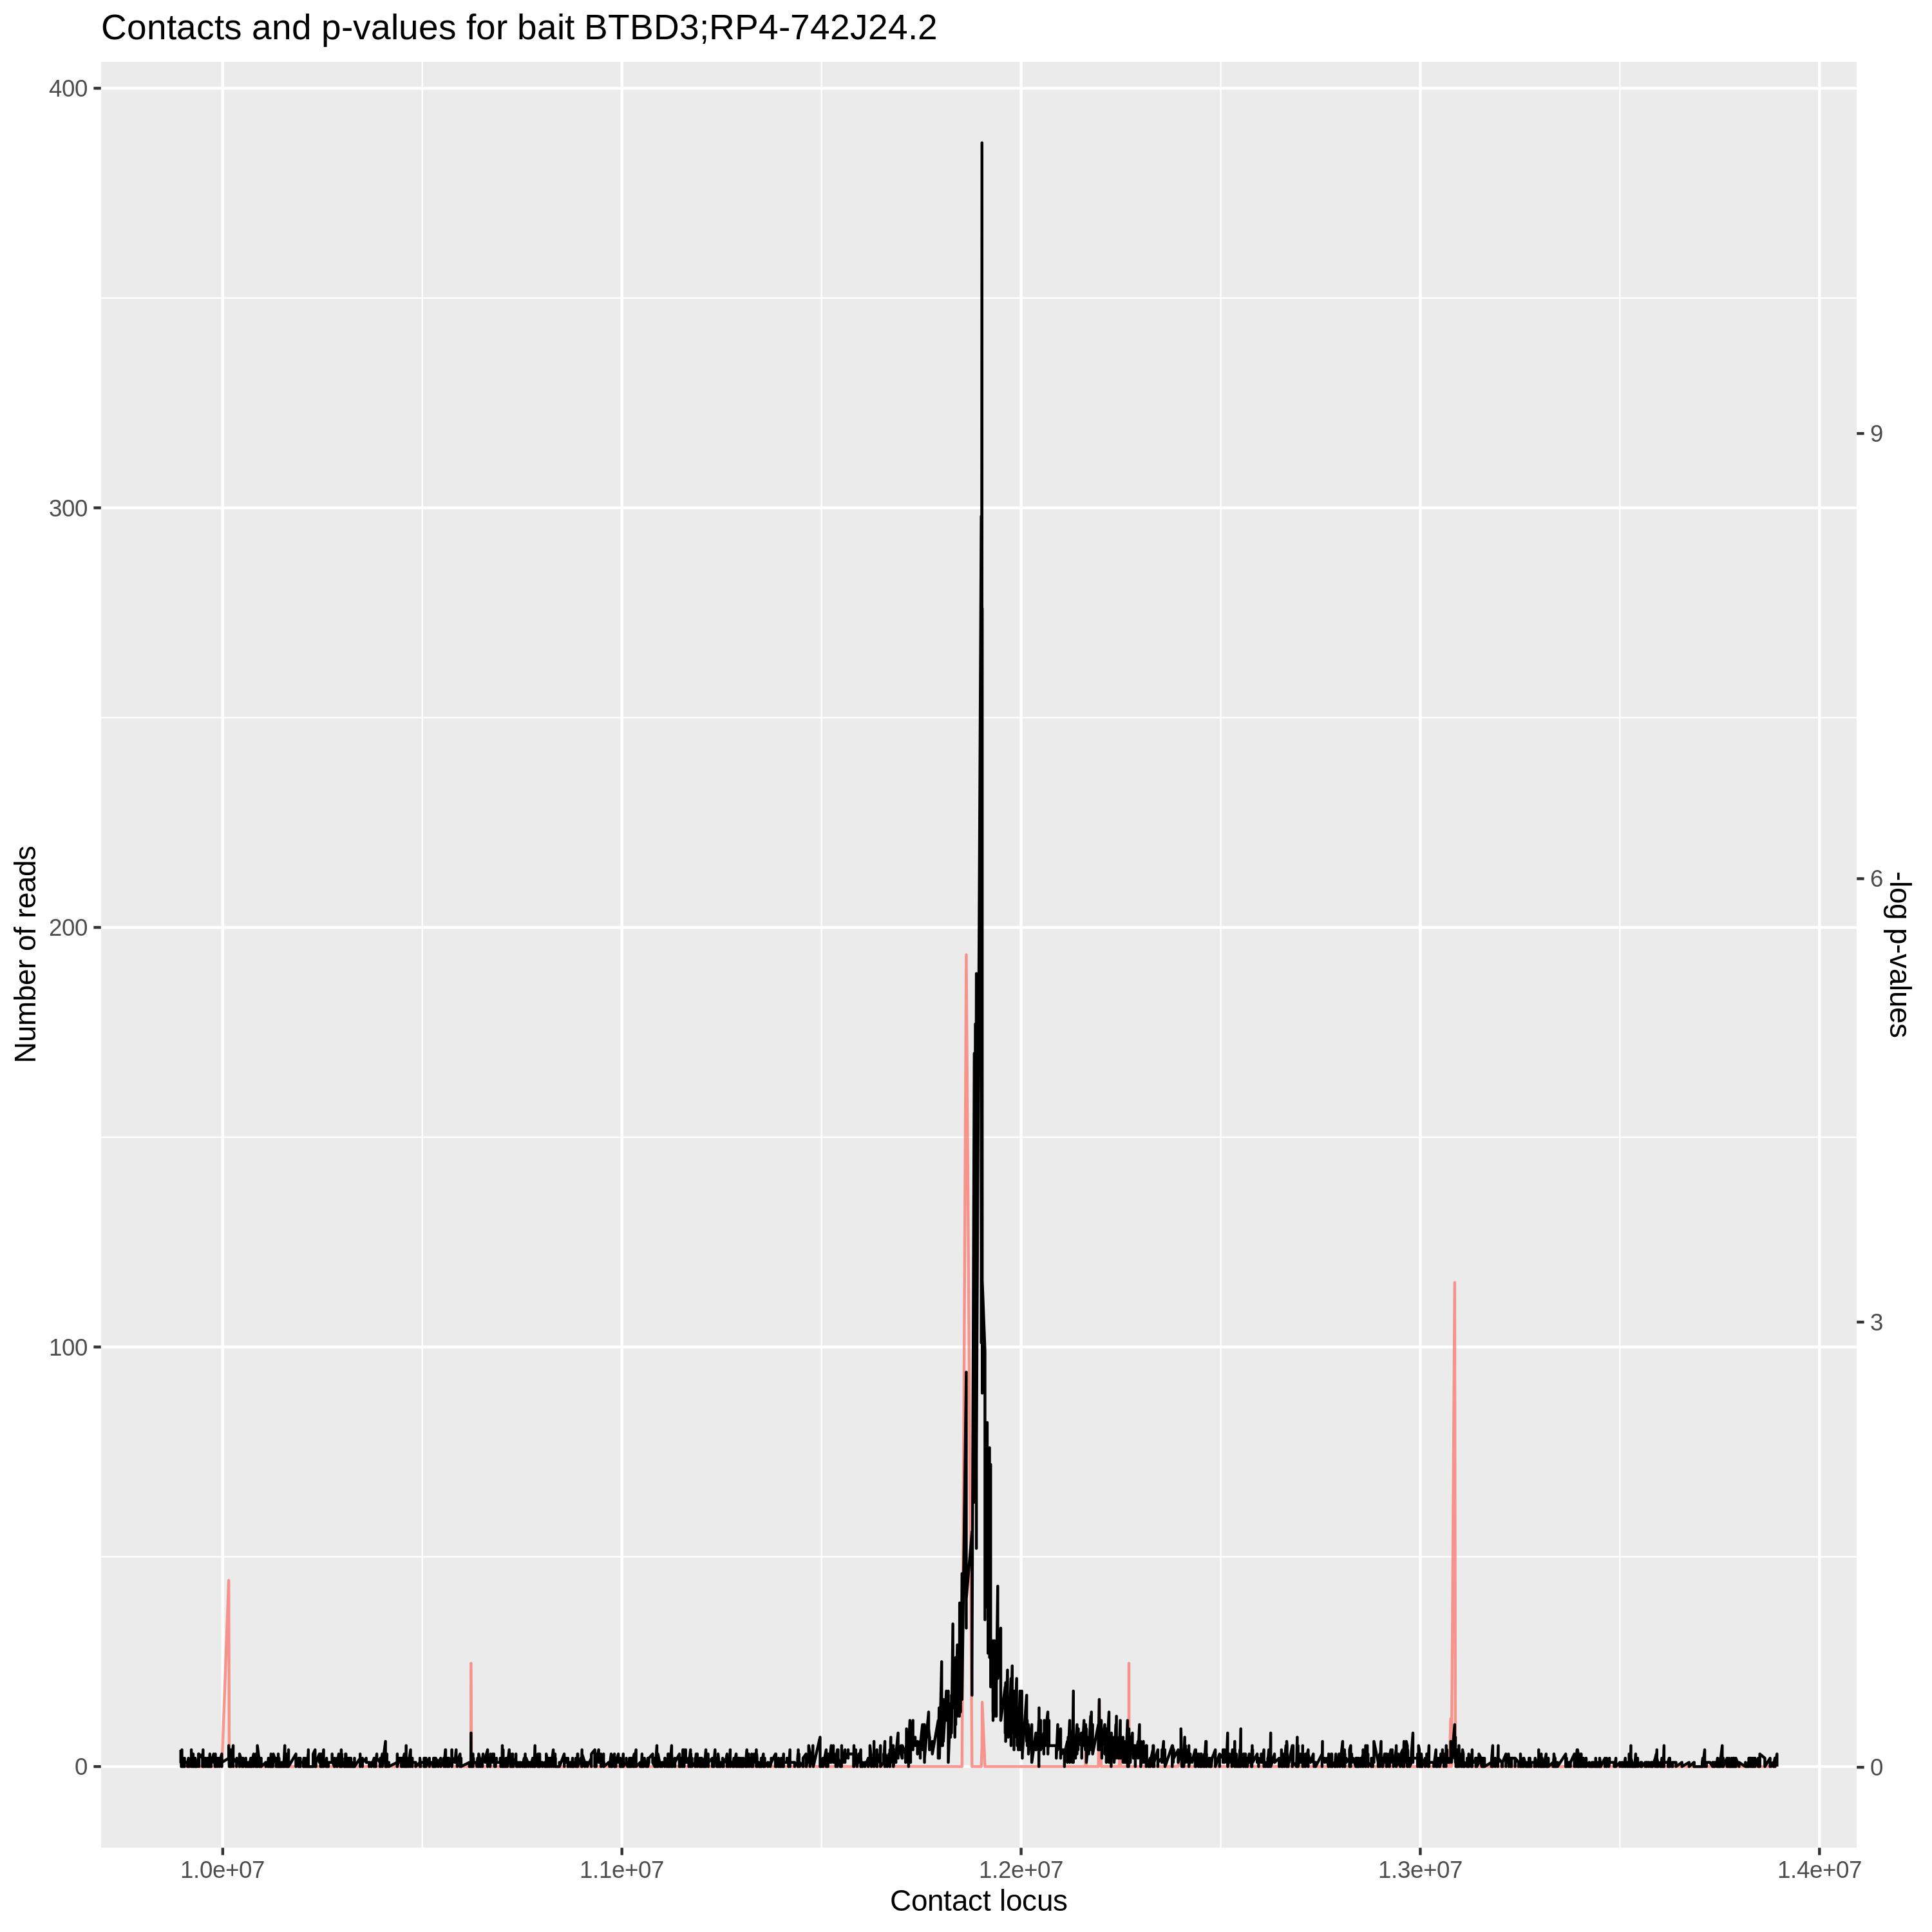 Contacts and p-values for bait BTBD3;RP4-742J24.2
400
300
200
100
0
Number of reads
9
6
3
0
-log p-values
1.0e+07 1.1e+07 1.2e+07 1.3e+07 1.4e+07
Contact locus